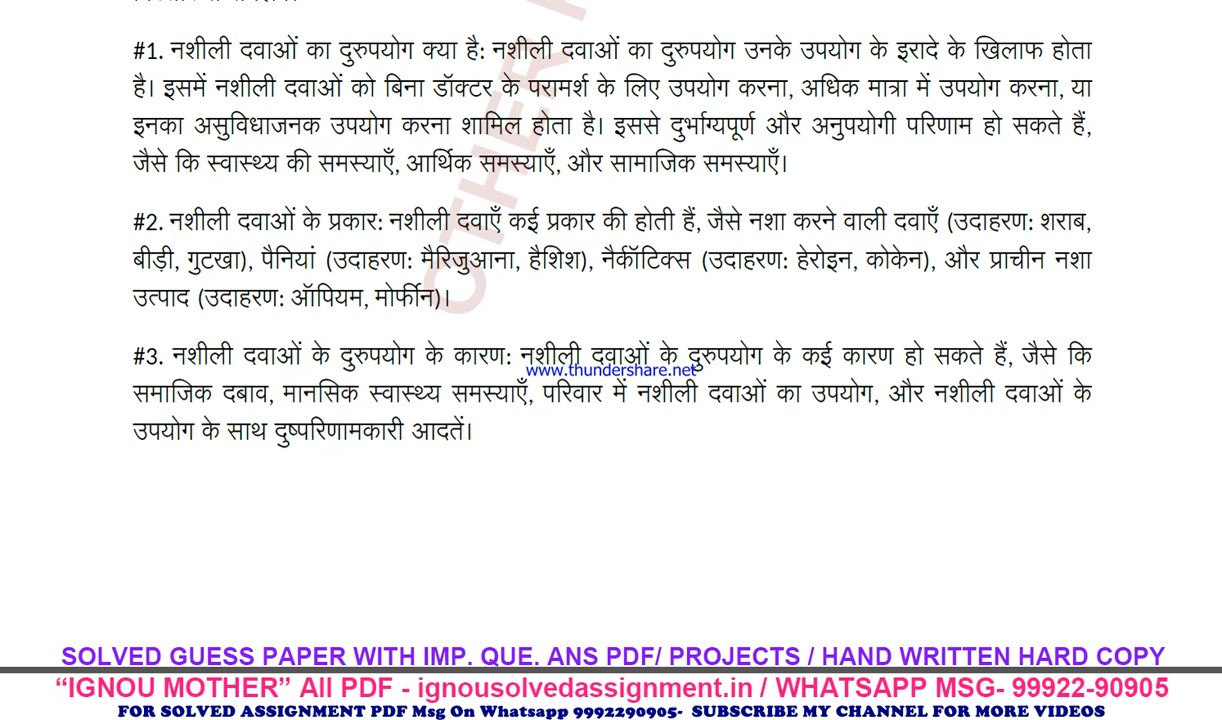 #1. नशीली दवाओं का दुरुपयोग क्या है: नशीली दवाओं का दुरुपयोग उनके उपयोग के इरादे के खिलाफ होता
है। इसमें नशीली दवाओं को बिना डॉक्टर के परामर्श के लिए उपयोग करना, अधिक मात्रा में उपयोग करना, या
इनका असुविधाजनक उपयोग करना शामिल होता है। इससे दुर्भाग्यपूर्ण और अनुपयोगी परिणाम हो सकते हैं,
जैसे कि स्वास्थ्य की समस्याएँ, आर्थिक समस्याएँ, और सामाजिक समस्याएँ।
#2. नशीली दवाओं के प्रकार: नशीली दवाएँ कई प्रकार की होती हैं, जैसे नशा करने वाली दवाएँ (उदाहरण: शराब,
बीड़ी, गुटखा), पैनियां (उदाहरण: मैरिजुआना, हैशिश), नैर्कॉटिक्स (उदाहरण: हेरोइन, कोकेन), और प्राचीन नशा
उत्पाद (उदाहरण: ऑपियम, मोर्फीन)।
#3. नशीली दवाओं के दुरुपयोग के कारण: नशीली दवाओं के दुरुपयोग के कई कारण हो सकते हैं, जैसे कि
www.thundershare.net
समाजिक दबाव, मानसिक स्वास्थ्य समस्याएँ, परिवार में नशीली दवाओं का उपयोग, और नशीली दवाओं के
उपयोग के साथ दुष्परिणामकारी आदतें।
OTHER
SOLVED GUESS PAPER WITH IMP. QUE. ANS PDF/ PROJECTS / HAND WRITTEN HARD COPY
“IGNOU MOTHER” All PDF - ignousolvedassignment.in / WHATSAPP MSG- 99922-90905
FOR SOLVED ASSIGNMENT PDF Msg On Whatsapp 9992290905- SUBSCRIBE MY CHANNEL FOR MORE VIDEOS